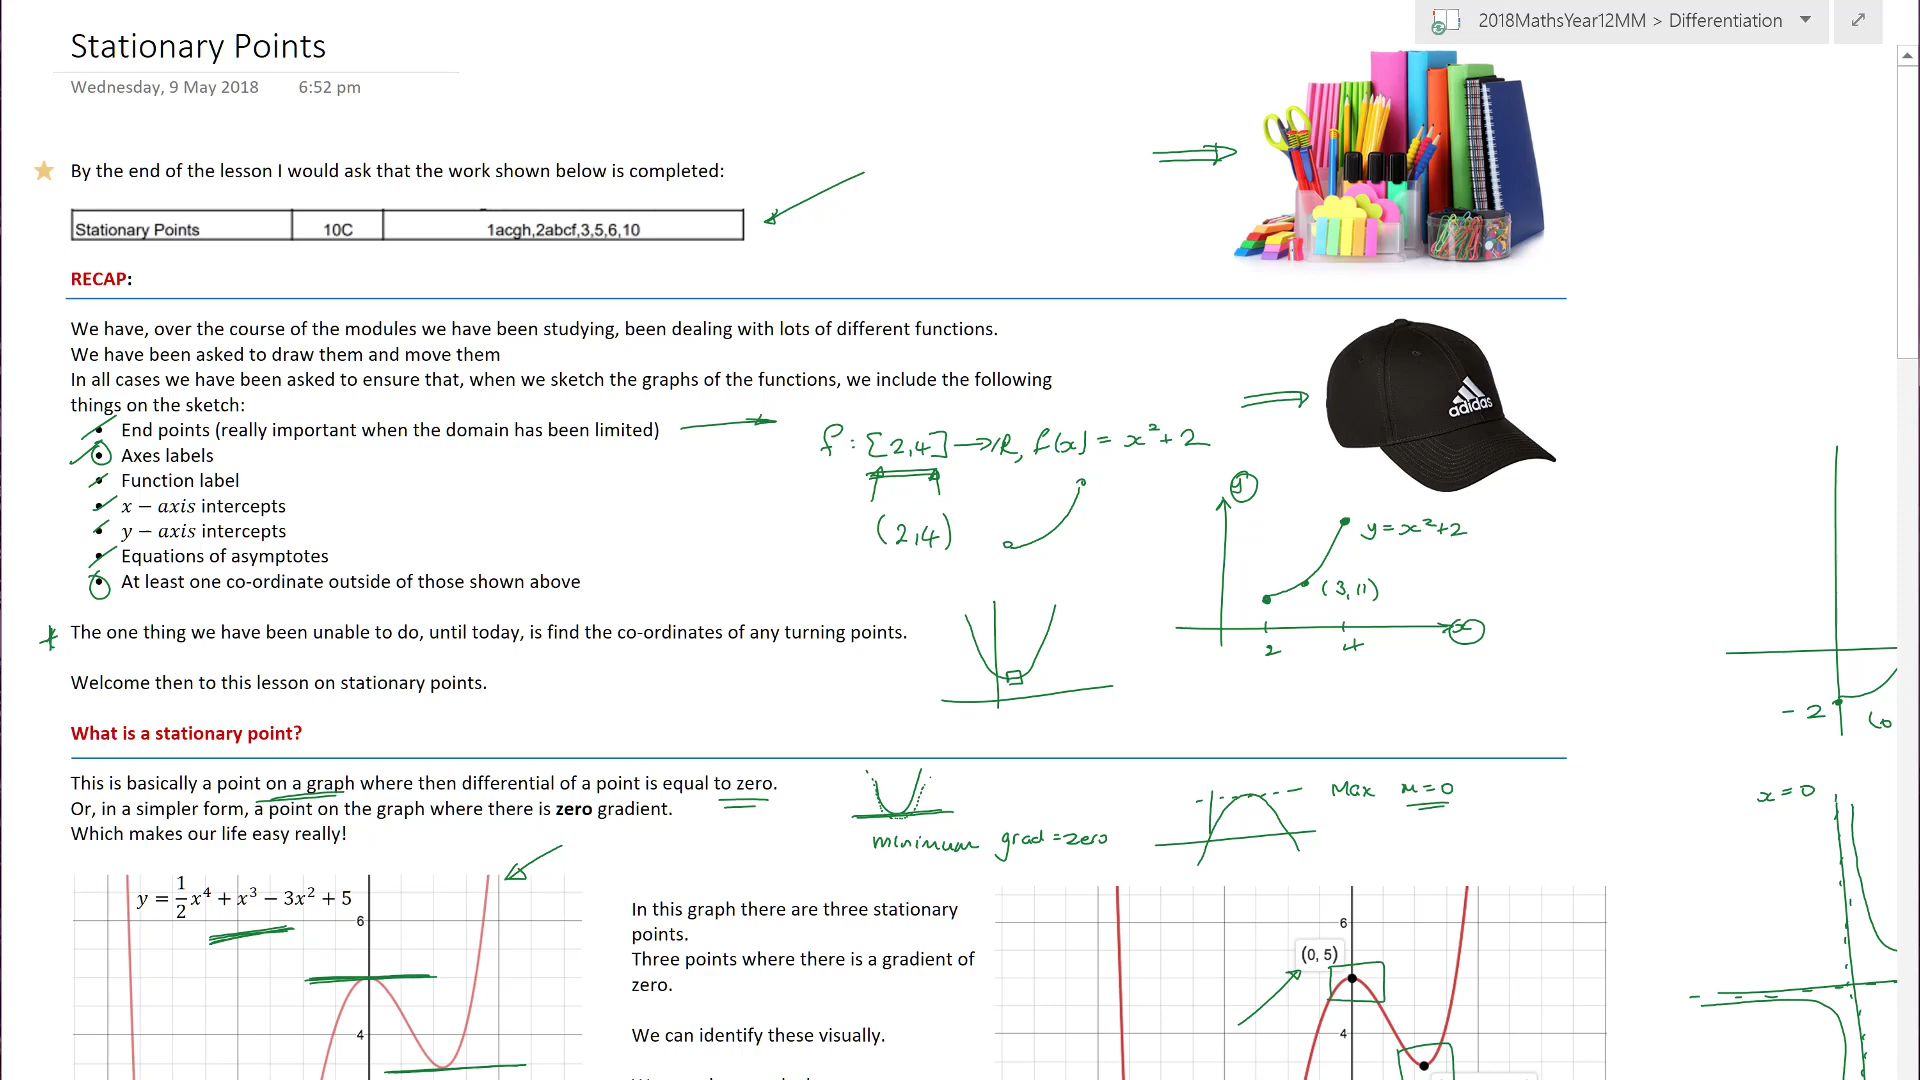 2018MathsYear12MM > Differentiation
Stationary Points
Wednesday, 9 May 2018 6:52 pm
By the end of the lesson I would ask that the work shown below is completed:
Stationary Points 10C 1acgh,2abcf,3,5,6,10
RECAP:
We have, over the course of the modules we have been studying, been dealing with lots of different functions.
We have been asked to draw them and move them
In all cases we have been asked to ensure that, when we sketch the graphs of the functions, we include the following
things on the sketch:
End points (really important when the domain has been limited)
Axes labels
Function label
x − axis intercepts
y − axis intercepts
Equations of asymptotes
At least one co-ordinate outside of those shown above
f : [2,4] → R, f(x) = x² + 2
(2,4)
adidas
y
y = x² + 2
(3, 11)
x
2 4
The one thing we have been unable to do, until today, is find the co-ordinates of any turning points.
Welcome then to this lesson on stationary points.
− 2
What is a stationary point?
This is basically a point on a graph where then differential of a point is equal to zero.
Or, in a simpler form, a point on the graph where there is zero gradient.
Which makes our life easy really!
minimum grad = zero
Max m = 0
x = 0
y = 1/2 x⁴ + x³ − 3x² + 5
6
4
In this graph there are three stationary
points.
Three points where there is a gradient of
zero.
We can identify these visually.
6
(0, 5)
4